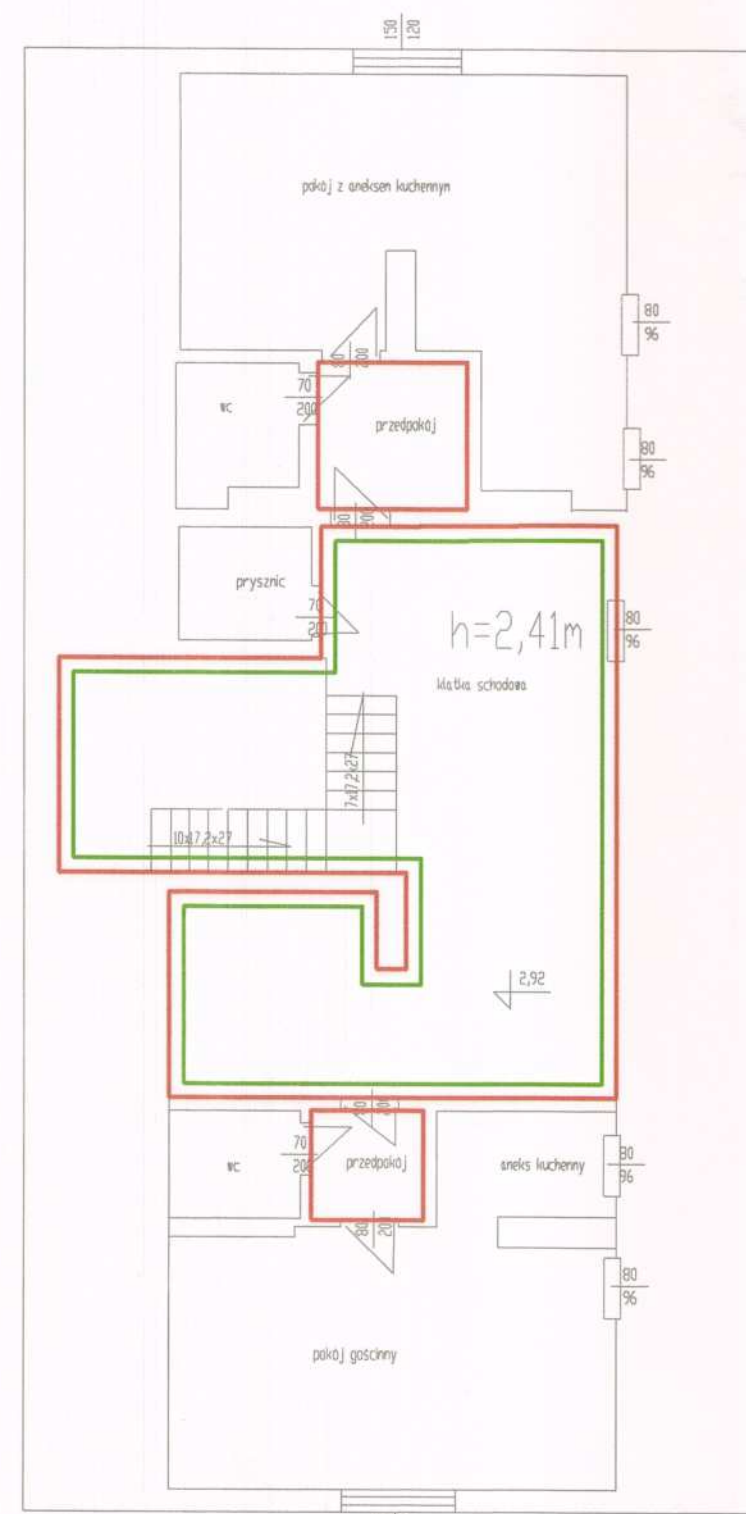 150
120
pokój z aneksen kuchennym
80
96
80
200
70
200
wc
przedpokój
80
96
80
200
prysznic
70
200
h=2,41m
80
96
klatka schodowa
7x17,2x27
10x17,2x27
2,92
80
200
70
200
wc
przedpokój
aneks kuchenny
80
96
80
200
80
96
pokój gościnny